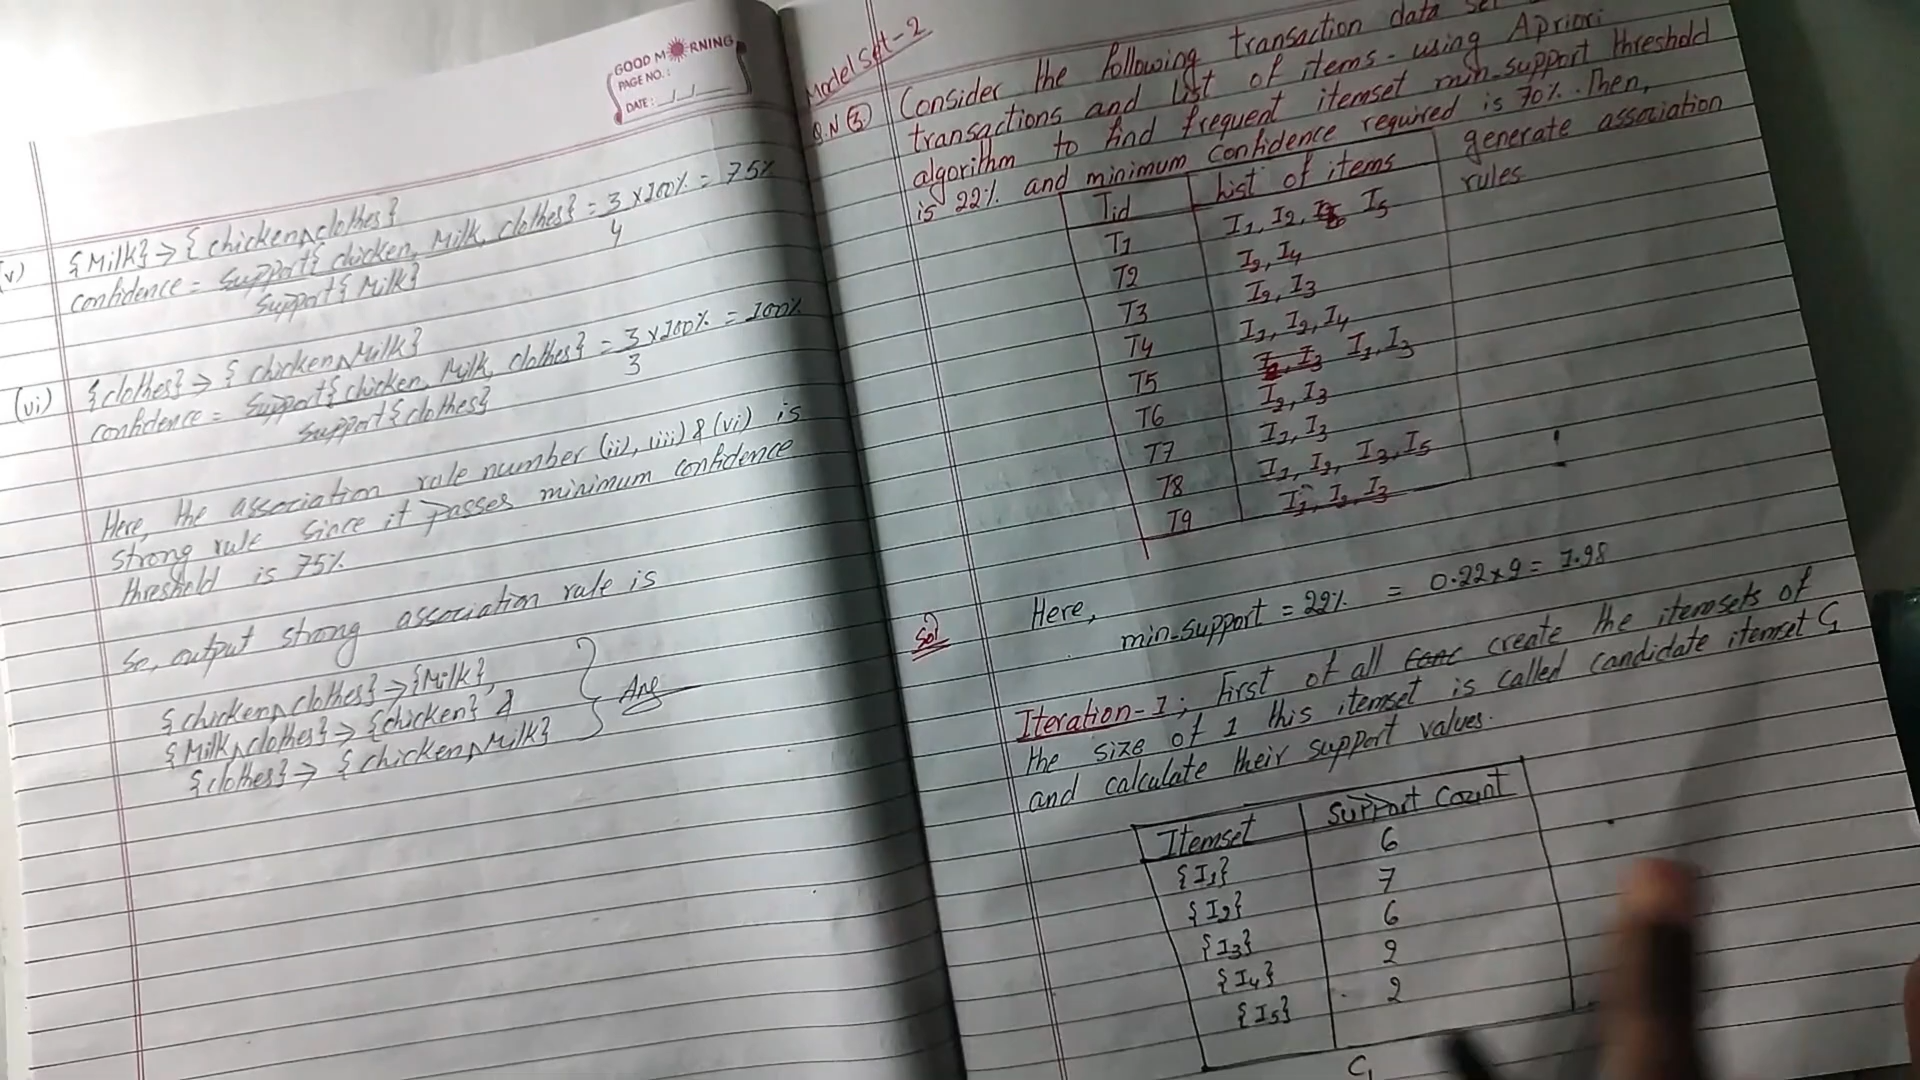 GOOD MORNING
PAGE NO.:
DATE: / /
(v) {Milk} → {chicken∧clothes}
confidence = support{chicken, Milk, clothes} / support{Milk} = 3/4 × 100% = 75%
(vi) {clothes} → {chicken∧Milk}
confidence = support{chicken, Milk, clothes} / support{clothes} = 3/3 × 100% = 100%
Here, the association rule number (ii), (iii) & (vi) is
strong rule since it passes minimum confidence
threshold is 75%
So, output strong association rule is
{chicken∧clothes} → {Milk},
{Milk∧clothes} → {chicken} &
{clothes} → {chicken∧Milk}
Ans
Model Set-2
Q.N (3) Consider the following transaction data set
transactions and list of items. using Apriori
algorithm to find frequent itemset min-support threshold
is 22% and minimum confidence required is 70%. Then,
generate association
rules
Tid List of items
T1 I1, I2, I5
T2 I2, I4
T3 I2, I3
T4 I1, I2, I4
T5 I1, I3
T6 I2, I3
T7 I3
T8 I1, I2, I3, I5
T9 I1, I2, I3
Sol
Here,
min-support = 22% = 0.22×9 = 1.98
Iteration-1; First of all create the itemsets of
the size of 1 this itemset is called candidate itemset C1
and calculate their support values.
Itemset Support Count
{I1} 6
{I2} 7
{I3} 6
{I4} 2
{I5} 2
C1